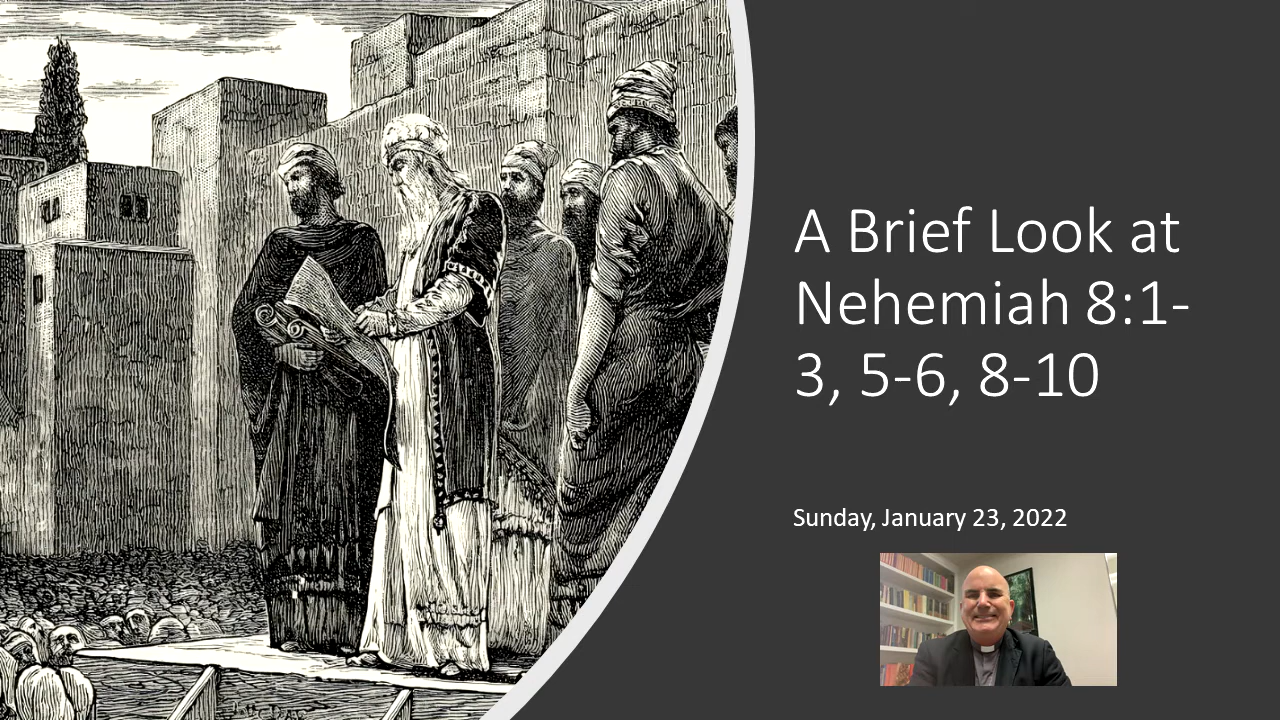 A Brief Look at
Nehemiah 8:1-
3, 5-6, 8-10
Sunday, January 23, 2022